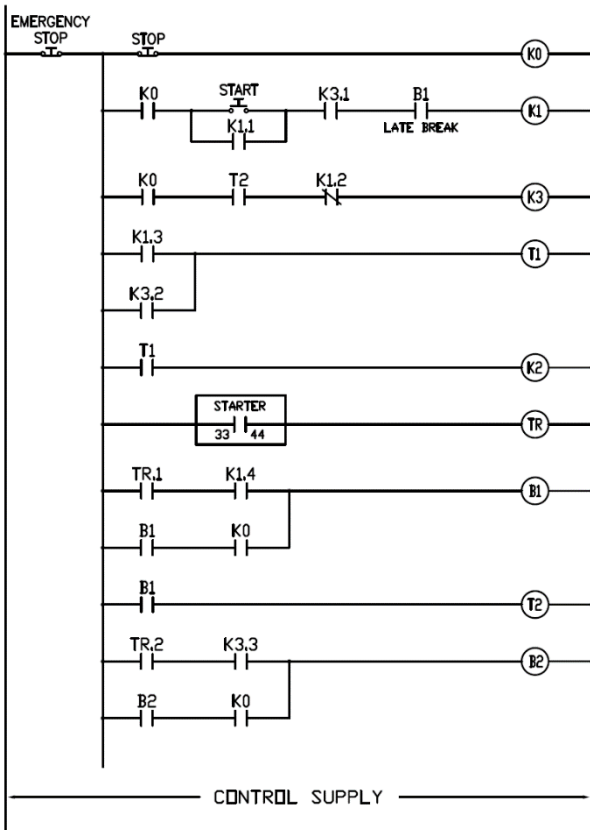 EMERGENCY
STOP STOP
K0
K0 START K3.1 B1 K1
K1.1 LATE BREAK
K0 T2 K1.2 K3
K1.3 T1
K3.2
T1 K2
STARTER
33 44 TR
TR.1 K1.4 B1
B1 K0
B1 T2
TR.2 K3.3 B2
B2 K0
CONTROL SUPPLY